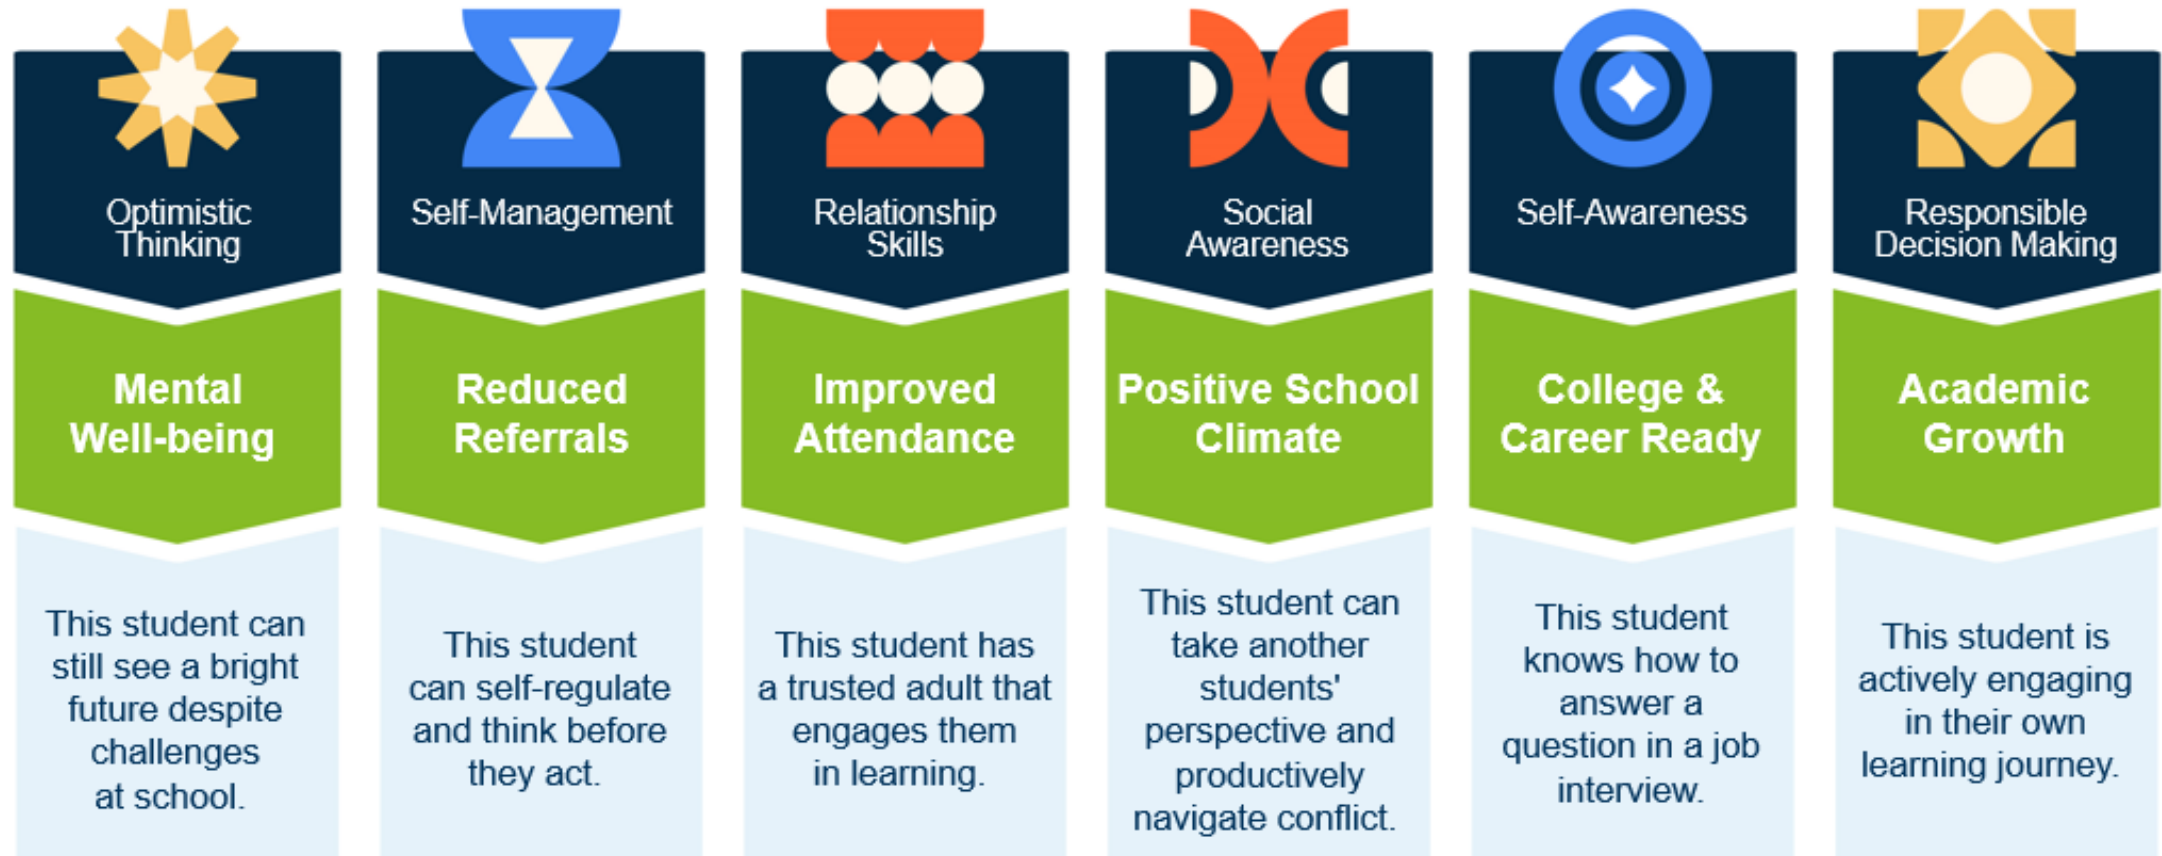 Optimistic
Thinking
Self-Management
Relationship
Skills
Social
Awareness
Self-Awareness
Responsible
Decision Making
Mental
Well-being
Reduced
Referrals
Improved
Attendance
Positive School
Climate
College &
Career Ready
Academic
Growth
This student can
still see a bright
future despite
challenges
at school.
This student
can self-regulate
and think before
they act.
This student has
a trusted adult that
engages them
in learning.
This student can
take another
students'
perspective and
productively
navigate conflict.
This student
knows how to
answer a
question in a job
interview.
This student is
actively engaging
in their own
learning journey.